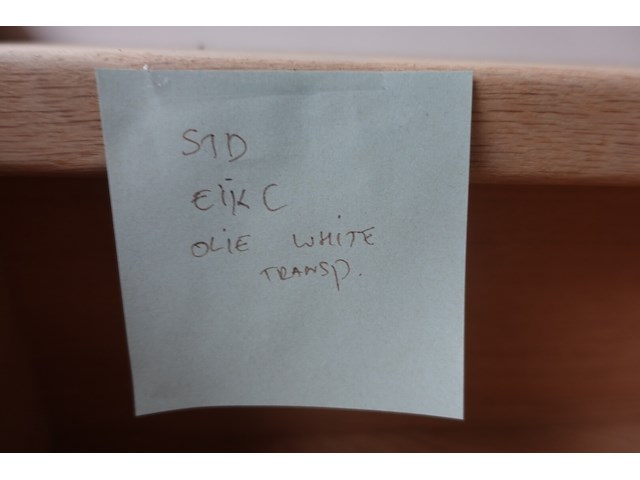 STD
EIK C
OLIE WHITE
TRANSP.